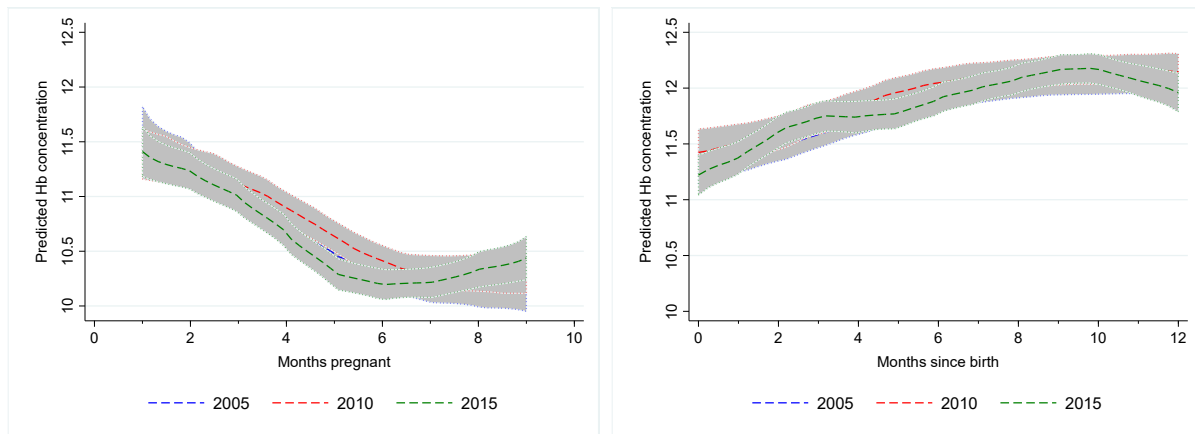 Predicted Hb concentration
12.5
12
11.5
11
10.5
10
0 2 4 6 8 10
Months pregnant
2005 2010 2015
Predicted Hb concentration
12.5
12
11.5
11
10.5
10
0 2 4 6 8 10 12
Months since birth
2005 2010 2015